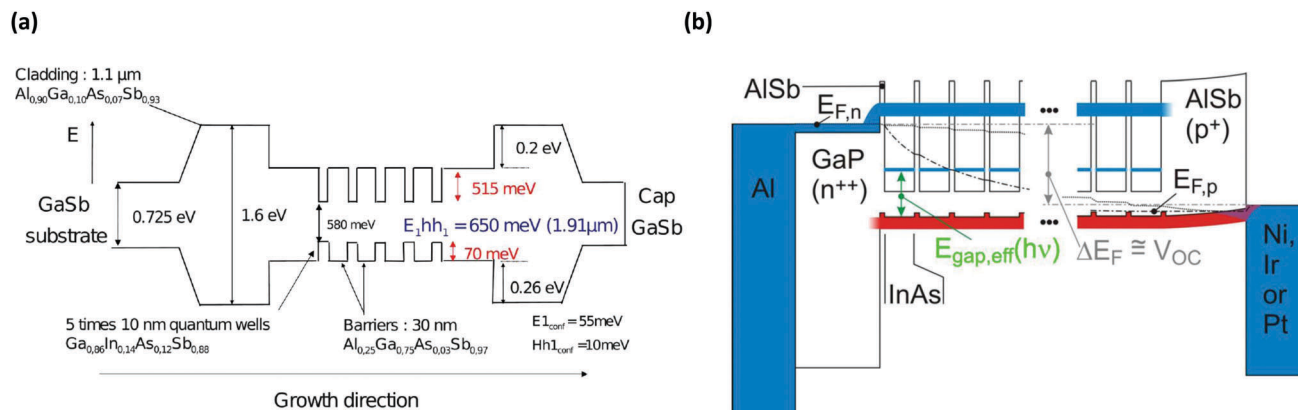 (a)
Cladding : 1.1 µm
Al0,90Ga0,10As0,07Sb0,93
E
0.2 eV
515 meV
GaSb
substrate
0.725 eV
1.6 eV
580 meV
E1hh1 = 650 meV (1.91µm)
Cap
GaSb
70 meV
0.26 eV
5 times 10 nm quantum wells
Ga0,86In0,14As0,12Sb0,88
Barriers : 30 nm
Al0,25Ga0,75As0,03Sb0,97
E1conf = 55meV
Hh1conf = 10meV
Growth direction
(b)
AlSb
EF,n
AlSb
(p+)
GaP
(n++)
Al
EF,p
Egap,eff(hν)
ΔEF ≅ VOC
InAs
Ni,
Ir
or
Pt